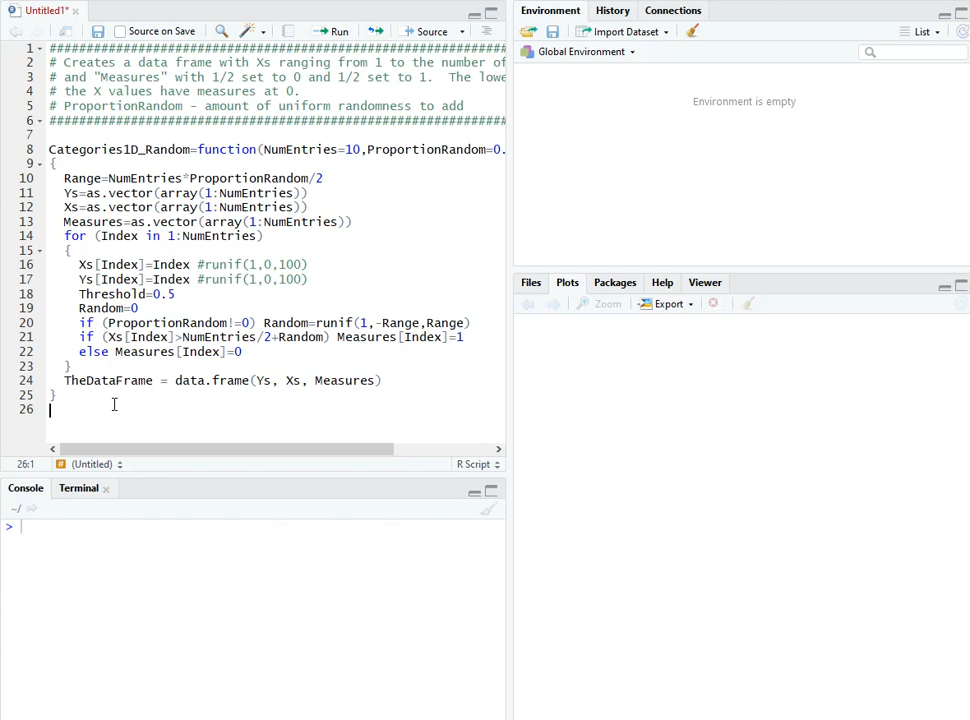 Untitled1*
Source on Save
Run
Source
1 ##############################################################
2 # Creates a data frame with Xs ranging from 1 to the number of
3 # and "Measures" with 1/2 set to 0 and 1/2 set to 1.  The lowe
4 # the X values have measures at 0.
5 # ProportionRandom - amount of uniform randomness to add
6 ##############################################################
7
8 Categories1D_Random=function(NumEntries=10,ProportionRandom=0.
9 {
10   Range=NumEntries*ProportionRandom/2
11   Ys=as.vector(array(1:NumEntries))
12   Xs=as.vector(array(1:NumEntries))
13   Measures=as.vector(array(1:NumEntries))
14   for (Index in 1:NumEntries)
15   {
16     Xs[Index]=Index #runif(1,0,100)
17     Ys[Index]=Index #runif(1,0,100)
18     Threshold=0.5
19     Random=0
20     if (ProportionRandom!=0) Random=runif(1,-Range,Range)
21     if (Xs[Index]>NumEntries/2+Random) Measures[Index]=1
22     else Measures[Index]=0
23   }
24   TheDataFrame = data.frame(Ys, Xs, Measures)
25 }
26
26:1 # (Untitled) R Script
Console Terminal
~/
>
Environment History Connections
Import Dataset List
Global Environment
Environment is empty
Files Plots Packages Help Viewer
Zoom Export